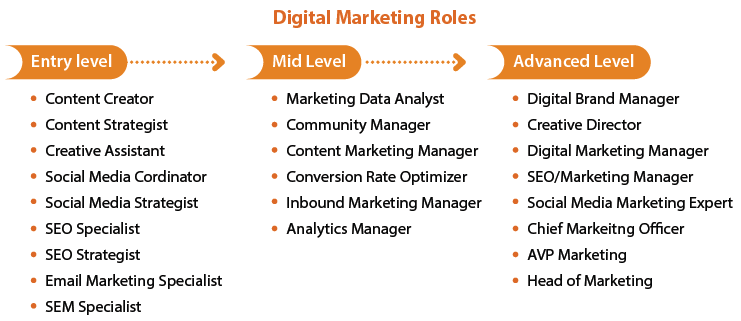 Digital Marketing Roles
Entry level
Content Creator
Content Strategist
Creative Assistant
Social Media Cordinator
Social Media Strategist
SEO Specialist
SEO Strategist
Email Marketing Specialist
SEM Specialist
Mid Level
Marketing Data Analyst
Community Manager
Content Marketing Manager
Conversion Rate Optimizer
Inbound Marketing Manager
Analytics Manager
Advanced Level
Digital Brand Manager
Creative Director
Digital Marketing Manager
SEO/Marketing Manager
Social Media Marketing Expert
Chief Markeitng Officer
AVP Marketing
Head of Marketing